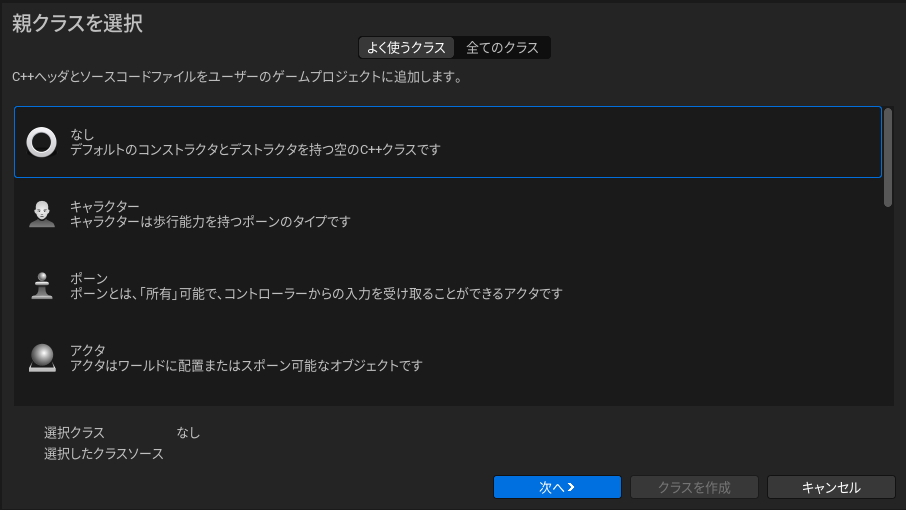 親クラスを選択
よく使うクラス 全てのクラス
C++ヘッダとソースコードファイルをユーザーのゲームプロジェクトに追加します。
なし
デフォルトのコンストラクタとデストラクタを持つ空のC++クラスです
キャラクター
キャラクターは歩行能力を持つポーンのタイプです
ポーン
ポーンとは、「所有」可能で、コントローラーからの入力を受け取ることができるアクタです
アクタ
アクタはワールドに配置またはスポーン可能なオブジェクトです
選択クラス なし
選択したクラスソース
次へ クラスを作成 キャンセル